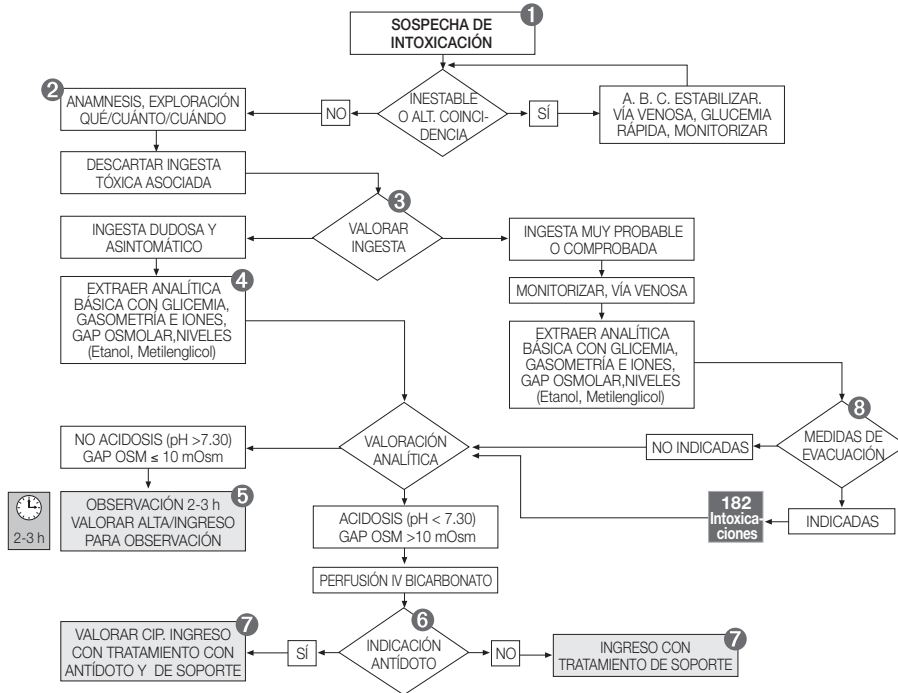 1
SOSPECHA DE
INTOXICACIÓN
2
ANAMNESIS, EXPLORACIÓN
QUÉ/CUÁNTO/CUÁNDO
NO
INESTABLE
O ALT. COINCI-
DENCIA
SÍ
A. B. C. ESTABILIZAR.
VÍA VENOSA, GLUCEMIA
RÁPIDA, MONITORIZAR
DESCARTAR INGESTA
TÓXICA ASOCIADA
3
VALORAR
INGESTA
INGESTA DUDOSA Y
ASINTOMÁTICO
INGESTA MUY PROBABLE
O COMPROBADA
4
EXTRAER ANALÍTICA
BÁSICA CON GLICEMIA,
GASOMETRÍA E IONES,
GAP OSMOLAR,NIVELES
(Etanol, Metilenglicol)
MONITORIZAR, VÍA VENOSA
EXTRAER ANALÍTICA
BÁSICA CON GLICEMIA,
GASOMETRÍA E IONES,
GAP OSMOLAR,NIVELES
(Etanol, Metilenglicol)
8
MEDIDAS DE
EVACUACIÓN
NO INDICADAS
VALORACIÓN
ANALÍTICA
NO ACIDOSIS (pH >7.30)
GAP OSM ≤ 10 mOsm
INDICADAS
182
Intoxica-
ciones
2-3 h
5
OBSERVACIÓN 2-3 h
VALORAR ALTA/INGRESO
PARA OBSERVACIÓN
ACIDOSIS (pH < 7.30)
GAP OSM >10 mOsm
PERFUSIÓN IV BICARBONATO
6
INDICACIÓN
ANTÍDOTO
SÍ
7
VALORAR CIP. INGRESO
CON TRATAMIENTO CON
ANTÍDOTO Y DE SOPORTE
NO
7
INGRESO CON
TRATAMIENTO DE SOPORTE